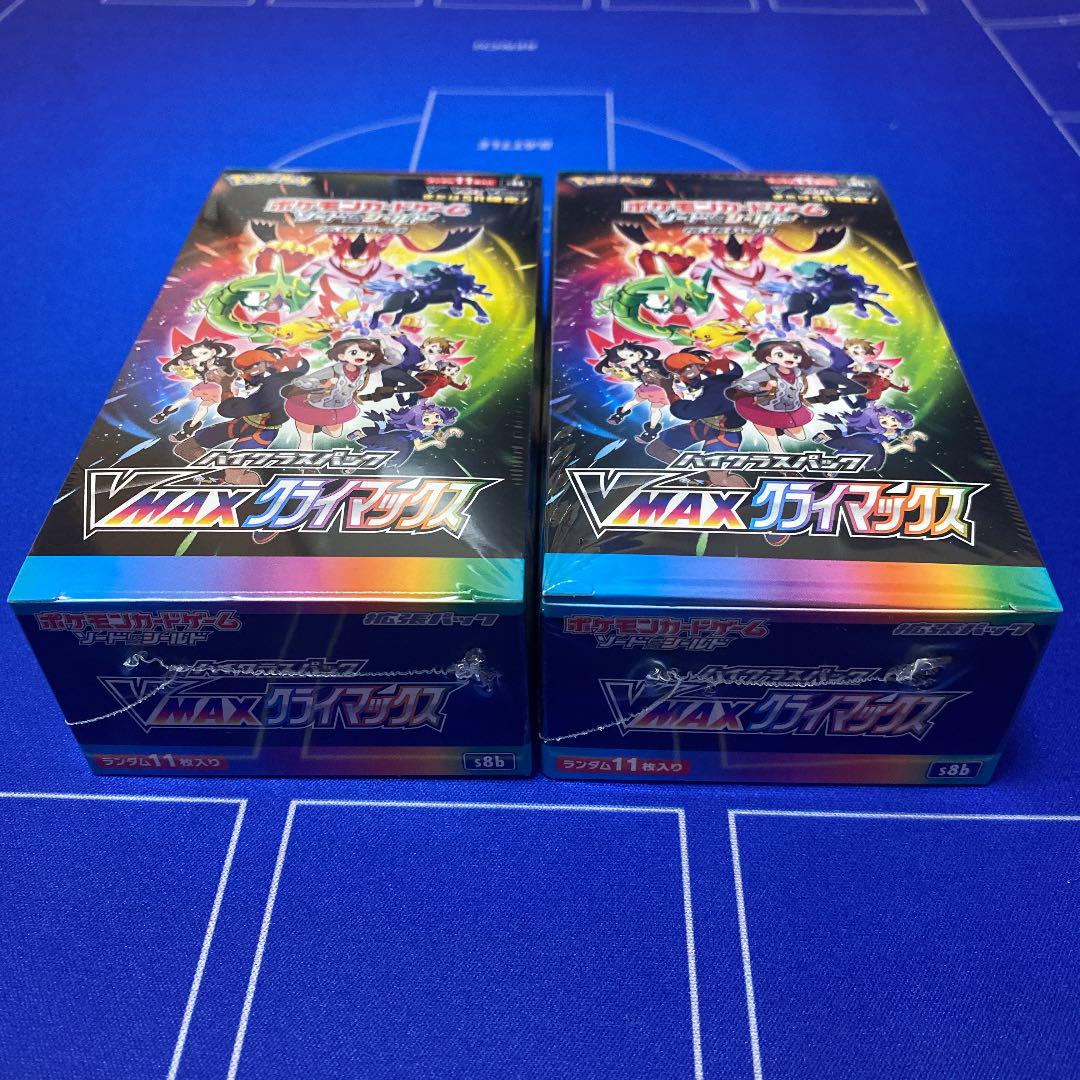 BENCH
BATTLE
Pokémon
ポケモンカードゲーム
ソード&シールド
ハイクラスパック
VMAXクライマックス
ポケモンカードゲーム
ソード&シールド
拡張パック
ハイクラスパック
VMAXクライマックス
ランダム11枚入り
s8b
Pokémon
ポケモンカードゲーム
ソード&シールド
ハイクラスパック
VMAXクライマックス
ポケモンカードゲーム
ソード&シールド
拡張パック
ハイクラスパック
VMAXクライマックス
ランダム11枚入り
s8b